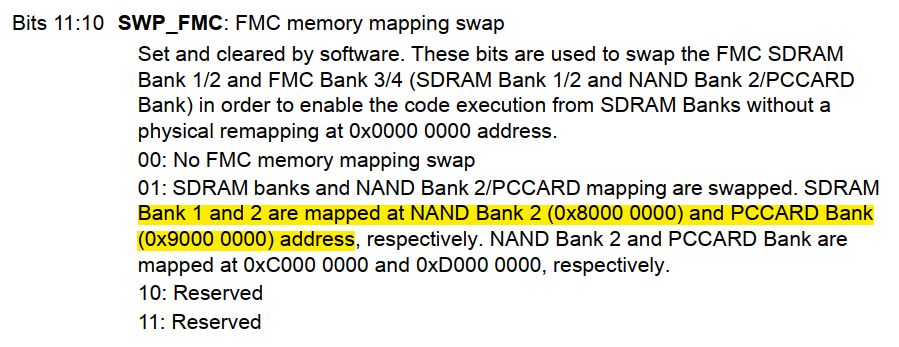 Bits 11:10 SWP_FMC: FMC memory mapping swap
Set and cleared by software. These bits are used to swap the FMC SDRAM
Bank 1/2 and FMC Bank 3/4 (SDRAM Bank 1/2 and NAND Bank 2/PCCARD
Bank) in order to enable the code execution from SDRAM Banks without a
physical remapping at 0x0000 0000 address.
00: No FMC memory mapping swap
01: SDRAM banks and NAND Bank 2/PCCARD mapping are swapped. SDRAM
Bank 1 and 2 are mapped at NAND Bank 2 (0x8000 0000) and PCCARD Bank
(0x9000 0000) address, respectively. NAND Bank 2 and PCCARD Bank are
mapped at 0xC000 0000 and 0xD000 0000, respectively.
10: Reserved
11: Reserved